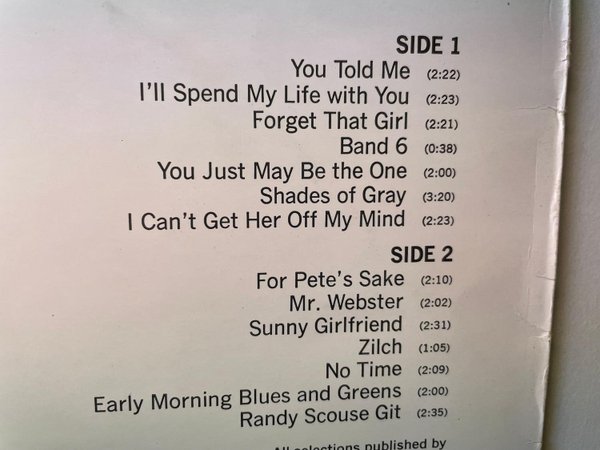 SIDE 1
You Told Me (2:22)
I'll Spend My Life with You (2:23)
Forget That Girl (2:21)
Band 6 (0:38)
You Just May Be the One (2:00)
Shades of Gray (3:20)
I Can't Get Her Off My Mind (2:23)
SIDE 2
For Pete's Sake (2:10)
Mr. Webster (2:02)
Sunny Girlfriend (2:31)
Zilch (1:05)
No Time (2:09)
Early Morning Blues and Greens (2:00)
Randy Scouse Git (2:35)
All selections published by